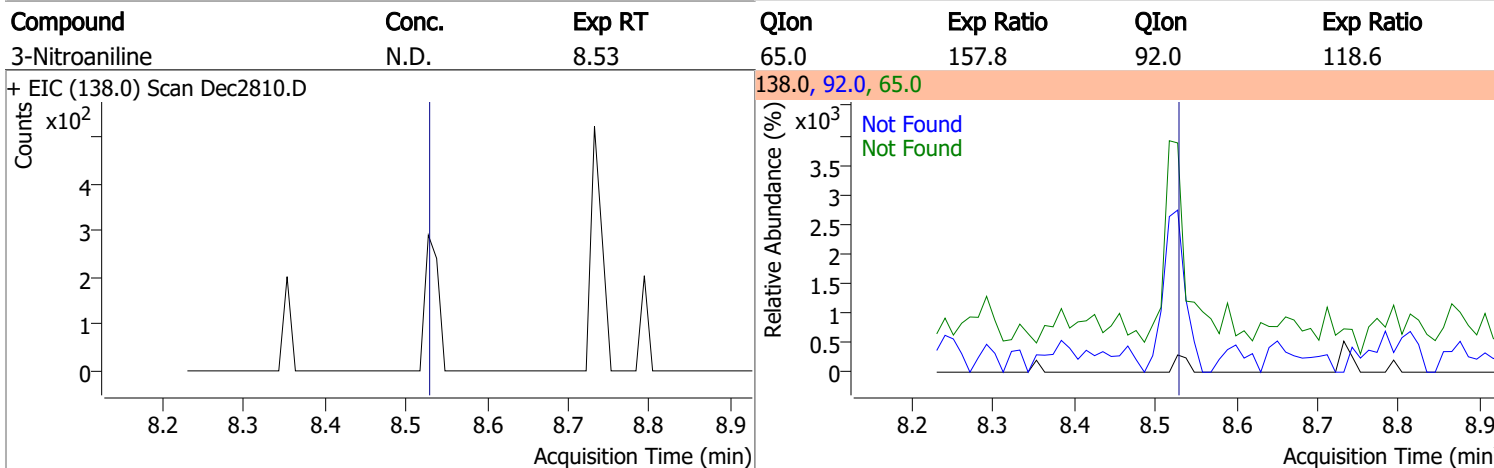 Compound Conc. Exp RT QIon Exp Ratio QIon Exp Ratio
3-Nitroaniline N.D. 8.53 65.0 157.8 92.0 118.6
+ EIC (138.0) Scan Dec2810.D
Counts
x10²
4
3
2
1
0
8.2 8.3 8.4 8.5 8.6 8.7 8.8 8.9
Acquisition Time (min)
138.0, 92.0, 65.0
Relative Abundance (%)
x10³
Not Found
Not Found
3.5
3
2.5
2
1.5
1
0.5
0
8.2 8.3 8.4 8.5 8.6 8.7 8.8 8.9
Acquisition Time (min